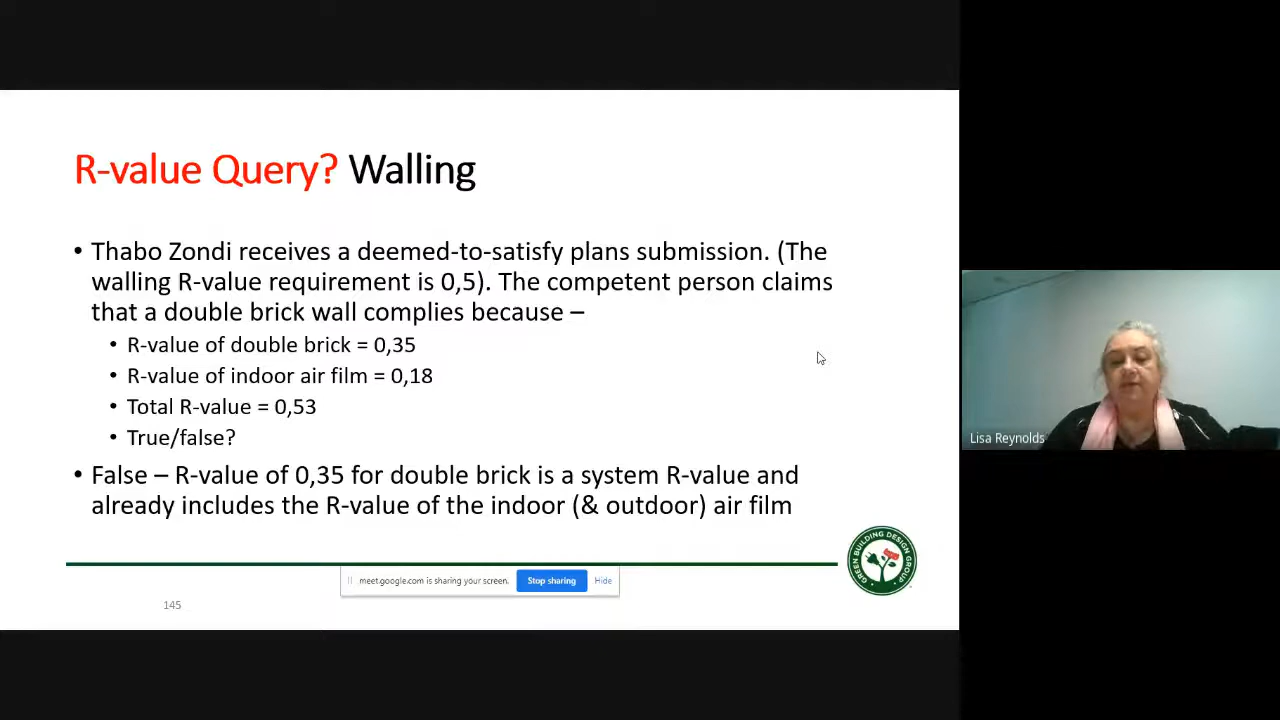 R-value Query? Walling
• Thabo Zondi receives a deemed-to-satisfy plans submission. (The
walling R-value requirement is 0,5). The competent person claims
that a double brick wall complies because –
• R-value of double brick = 0,35
• R-value of indoor air film = 0,18
• Total R-value = 0,53
• True/false?
• False – R-value of 0,35 for double brick is a system R-value and
already includes the R-value of the indoor (& outdoor) air film
Lisa Reynolds
GREEN BUILDING DESIGN GROUP
meet.google.com is sharing your screen.
Stop sharing
Hide
145